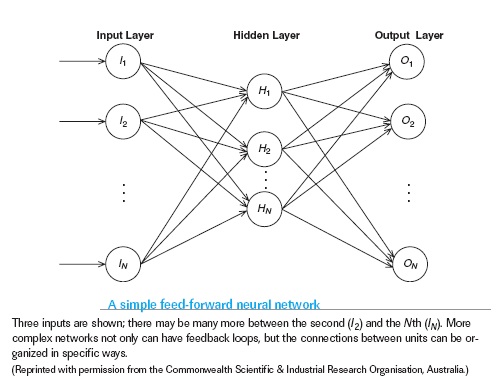 Input Layer Hidden Layer Output Layer
I1 O1
H1
I2 O2
H2
HN
IN ON
A simple feed-forward neural network
Three inputs are shown; there may be many more between the second (I2) and the Nth (IN). More
complex networks not only can have feedback loops, but the connections between units can be or-
ganized in specific ways.
(Reprinted with permission from the Commonwealth Scientific & Industrial Research Organisation, Australia.)